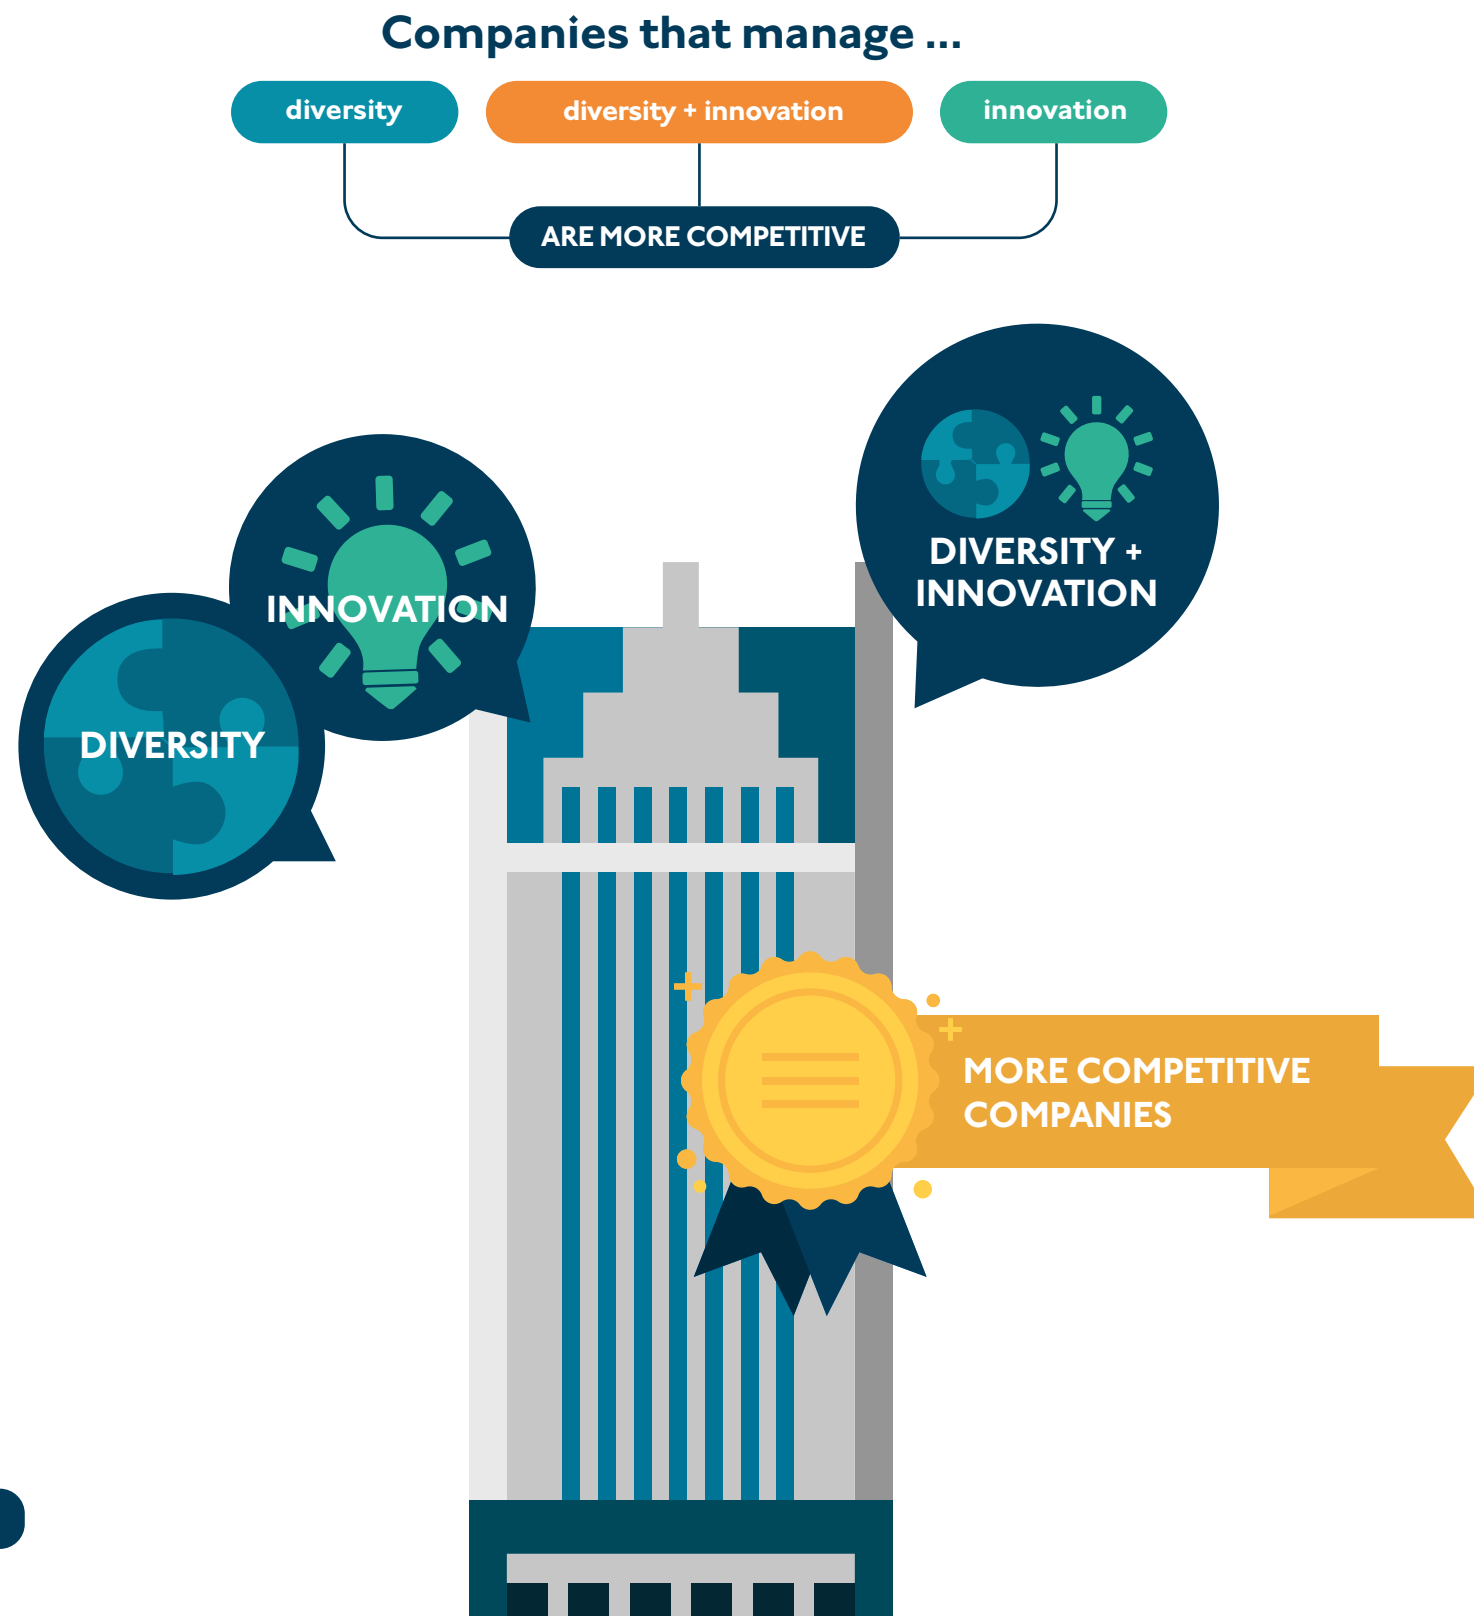 Companies that manage ...
diversity
diversity + innovation
innovation
ARE MORE COMPETITIVE
DIVERSITY +
INNOVATION
INNOVATION
DIVERSITY
MORE COMPETITIVE
COMPANIES